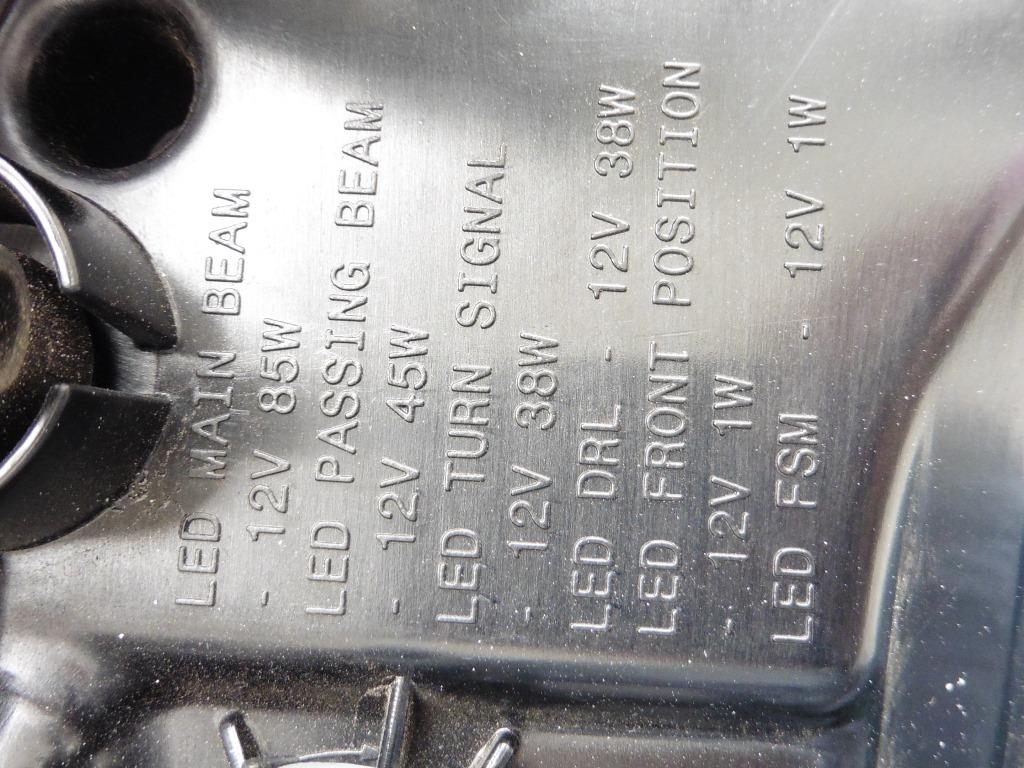 LED MAIN BEAM
- 12V 85W
LED PASSING BEAM
- 12V 45W
LED TURN SIGNAL
- 12V 38W
LED DRL - 12V 38W
LED FRONT POSITION
- 12V 1W
LED FSM - 12V 1W